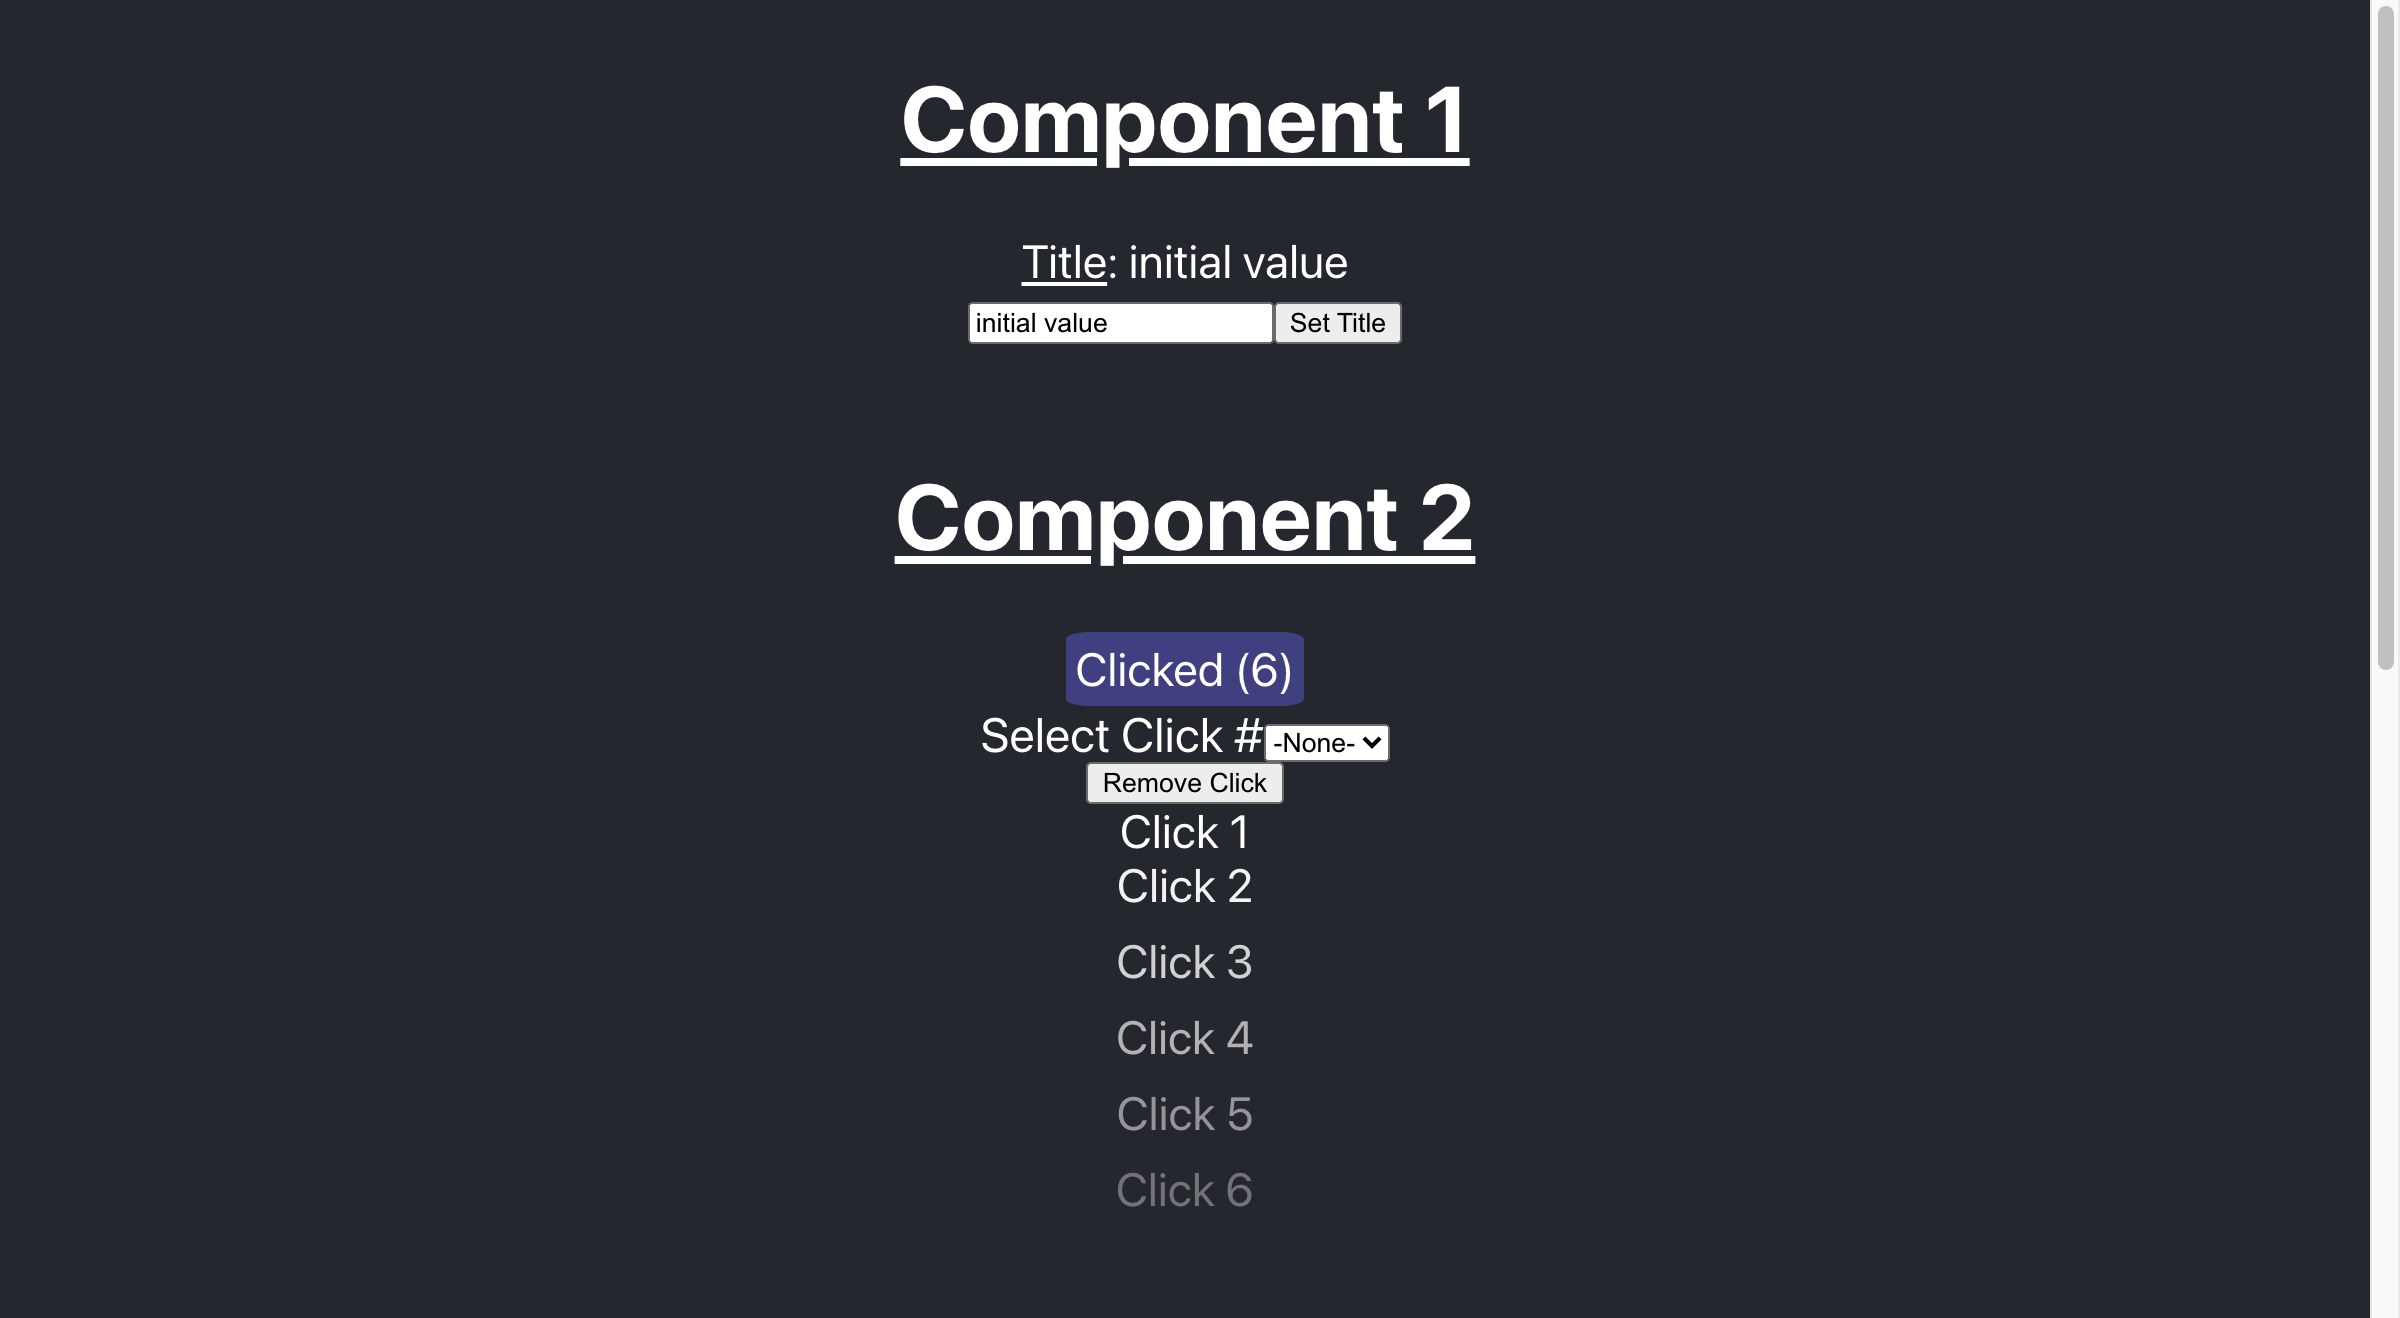 Component 1
Title: initial value
initial value Set Title
Component 2
Clicked (6)
Select Click # -None-
Remove Click
Click 1
Click 2
Click 3
Click 4
Click 5
Click 6